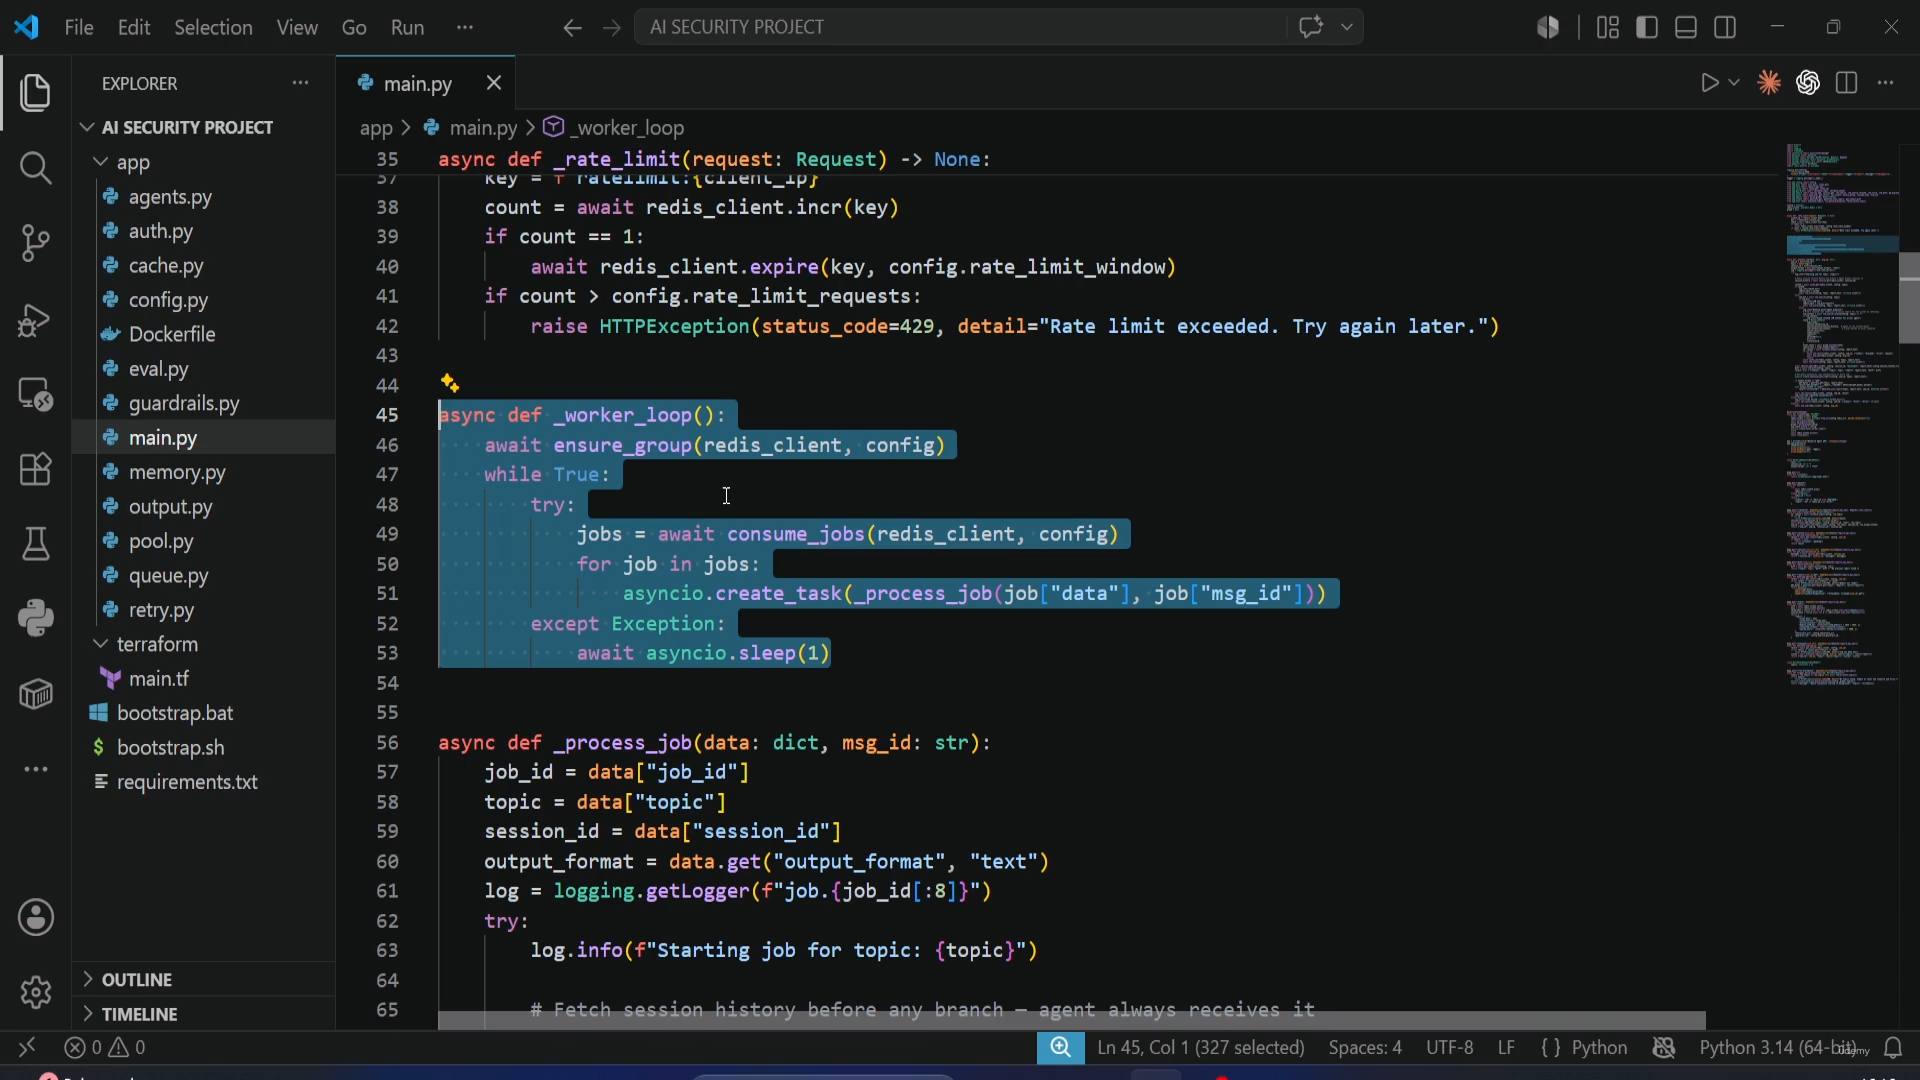 File Edit Selection View Go Run ···
AI SECURITY PROJECT
EXPLORER
AI SECURITY PROJECT
app
agents.py
auth.py
cache.py
config.py
Dockerfile
eval.py
guardrails.py
main.py
memory.py
output.py
pool.py
queue.py
retry.py
terraform
main.tf
bootstrap.bat
bootstrap.sh
requirements.txt
OUTLINE
TIMELINE
main.py
app > main.py > _worker_loop
35 async def _rate_limit(request: Request) -> None:
37 key = f"ratelimit:{client_ip}
38 count = await redis_client.incr(key)
39 if count == 1:
40 await redis_client.expire(key, config.rate_limit_window)
41 if count > config.rate_limit_requests:
42 raise HTTPException(status_code=429, detail="Rate limit exceeded. Try again later.")
43
44
45 async def _worker_loop():
46 await ensure_group(redis_client, config)
47 while True:
48 try:
49 jobs = await consume_jobs(redis_client, config)
50 for job in jobs:
51 asyncio.create_task(_process_job(job["data"], job["msg_id"]))
52 except Exception:
53 await asyncio.sleep(1)
54
55
56 async def _process_job(data: dict, msg_id: str):
57 job_id = data["job_id"]
58 topic = data["topic"]
59 session_id = data["session_id"]
60 output_format = data.get("output_format", "text")
61 log = logging.getLogger(f"job.{job_id[:8]}")
62 try:
63 log.info(f"Starting job for topic: {topic}")
64
65 # Fetch session history before any branch — agent always receives it
0 0
Ln 45, Col 1 (327 selected) Spaces: 4 UTF-8 LF { } Python Python 3.14 (64-bit)
udemy